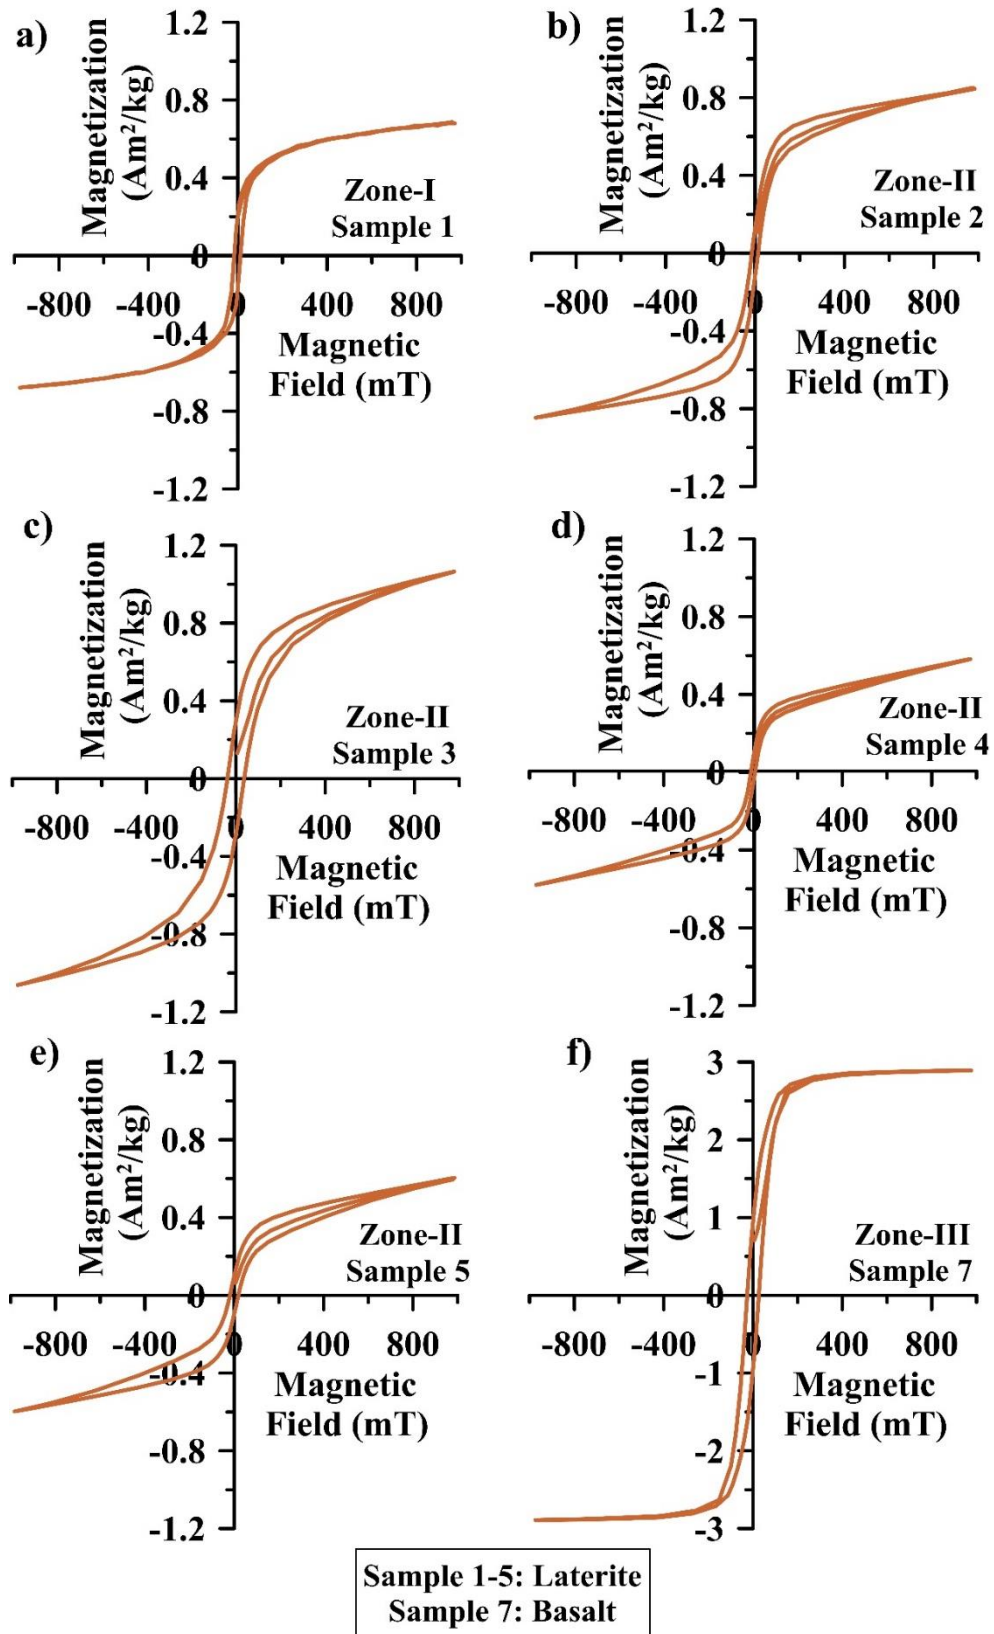 a)
Magnetization
(Am²/kg)
1.2
0.8
0.4
0
-0.4
-0.8
-1.2
-800
-400
0
400
800
Zone-I
Sample 1
Magnetic
Field (mT)
b)
Magnetization
(Am²/kg)
1.2
0.8
0.4
0
-0.4
-0.8
-1.2
-800
-400
0
400
800
Zone-II
Sample 2
Magnetic
Field (mT)
c)
Magnetization
(Am²/kg)
1.2
0.8
0.4
0
-0.4
-0.8
-1.2
-800
-400
0
400
800
Zone-II
Sample 3
Magnetic
Field (mT)
d)
Magnetization
(Am²/kg)
1.2
0.8
0.4
0
-0.4
-0.8
-1.2
-800
-400
0
400
800
Zone-II
Sample 4
Magnetic
Field (mT)
e)
Magnetization
(Am²/kg)
1.2
0.8
0.4
0
-0.4
-0.8
-1.2
-800
-400
0
400
800
Zone-II
Sample 5
Magnetic
Field (mT)
f)
Magnetization
(Am²/kg)
3
2
1
0
-1
-2
-3
-800
-400
0
400
800
Zone-III
Sample 7
Magnetic
Field (mT)
Sample 1-5: Laterite
Sample 7: Basalt